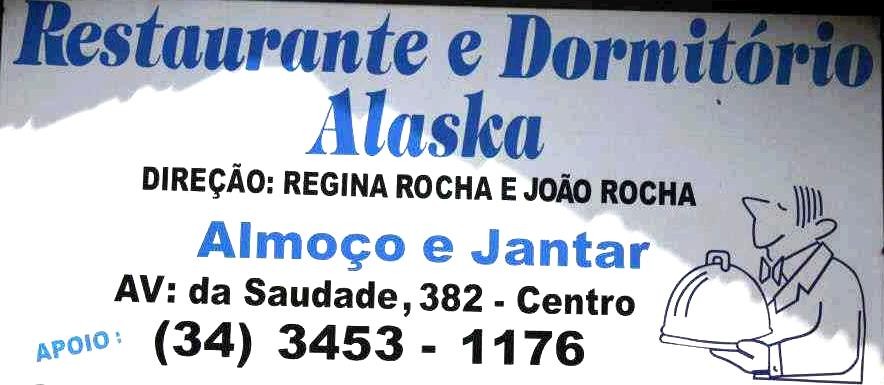 Restaurante e Dormitório
Alaska
DIREÇÃO: REGINA ROCHA E JOÃO ROCHA
Almoço e Jantar
AV: da Saudade, 382 - Centro
APOIO: (34) 3453 - 1176